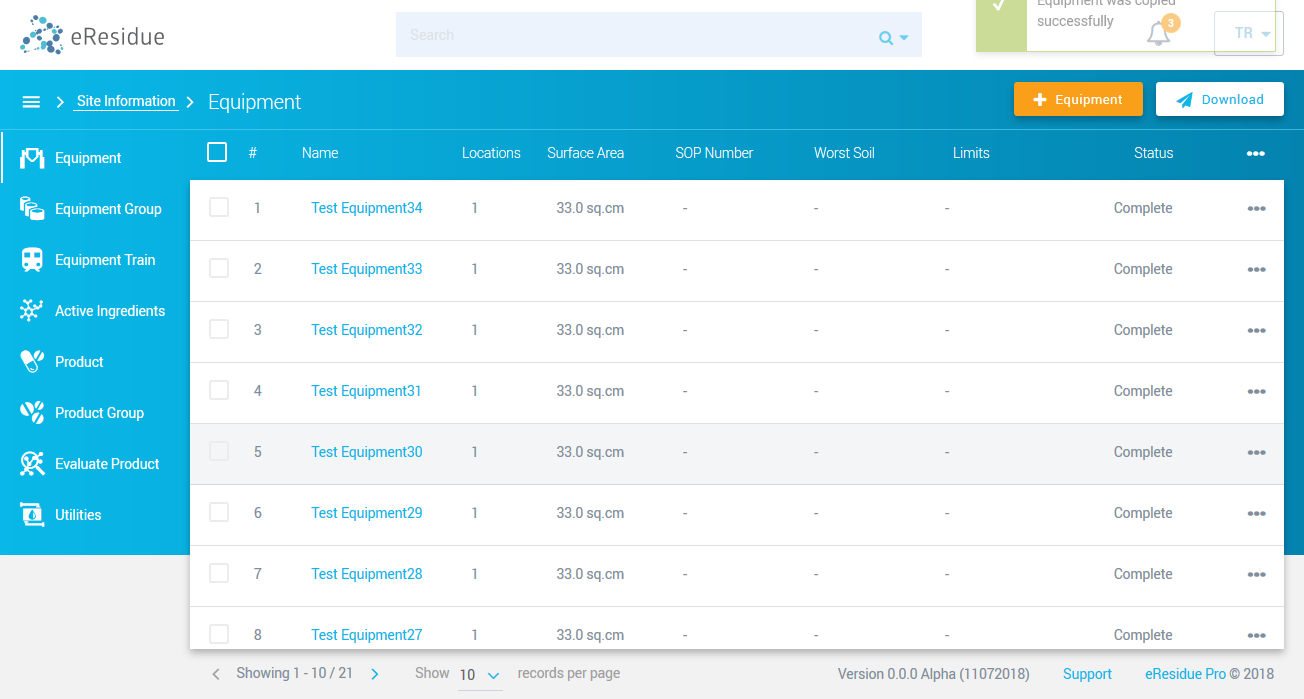 eResidue
Search
Equipment was copied
successfully
3
TR
Site Information
Equipment
Equipment
Download
# Name Locations Surface Area SOP Number Worst Soil Limits Status
Equipment
Equipment Group
Equipment Train
Active Ingredients
Product
Product Group
Evaluate Product
Utilities
1 Test Equipment34 1 33.0 sq.cm - - - Complete
2 Test Equipment33 1 33.0 sq.cm - - - Complete
3 Test Equipment32 1 33.0 sq.cm - - - Complete
4 Test Equipment31 1 33.0 sq.cm - - - Complete
5 Test Equipment30 1 33.0 sq.cm - - - Complete
6 Test Equipment29 1 33.0 sq.cm - - - Complete
7 Test Equipment28 1 33.0 sq.cm - - - Complete
8 Test Equipment27 1 33.0 sq.cm - - - Complete
Showing 1 - 10 / 21 Show 10 records per page Version 0.0.0 Alpha (11072018) Support eResidue Pro © 2018